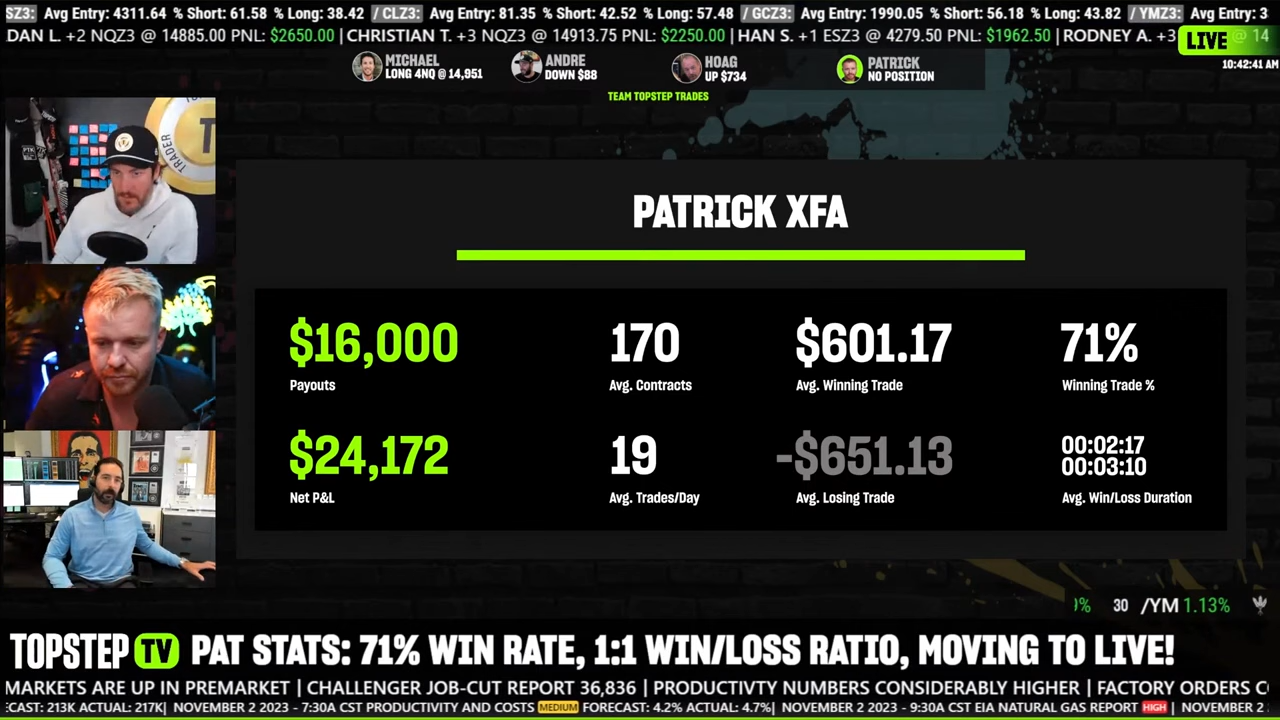 SZ3: Avg Entry: 4311.64 % Short: 61.58 % Long: 38.42 / CLZ3: Avg Entry: 81.35 % Short: 42.52 % Long: 57.48 / GCZ3: Avg Entry: 1990.05 % Short: 56.18 % Long: 43.82 / YMZ3: Avg Entry: 3
DAN L. +2 NQZ3 @ 14885.00 PNL: $2650.00 | CHRISTIAN T. +3 NQZ3 @ 14913.75 PNL: $2250.00 | HAN S. +1 ESZ3 @ 4279.50 PNL: $1962.50 | RODNEY A. +3 @ 14
LIVE
10:42:41 AM
MICHAEL
LONG 4NQ @ 14,951
ANDRE
DOWN $88
HOAG
UP $734
PATRICK
NO POSITION
TEAM TOPSTEP TRADES
TRADER
PATRICK XFA
$16,000
Payouts
170
Avg. Contracts
$601.17
Avg. Winning Trade
71%
Winning Trade %
$24,172
Net P&L
19
Avg. Trades/Day
-$651.13
Avg. Losing Trade
00:02:17
00:03:10
Avg. Win/Loss Duration
% 30 /YM 1.13%
TOPSTEP TV PAT STATS: 71% WIN RATE, 1:1 WIN/LOSS RATIO, MOVING TO LIVE!
MARKETS ARE UP IN PREMARKET | CHALLENGER JOB-CUT REPORT 36,836 | PRODUCTIVTY NUMBERS CONSIDERABLY HIGHER | FACTORY ORDERS
ECAST: 213K ACTUAL: 217K| NOVEMBER 2 2023 - 7:30A CST PRODUCTIVITY AND COSTS MEDIUM FORECAST: 4.2% ACTUAL: 4.7%| NOVEMBER 2 2023 - 9:30A CST EIA NATURAL GAS REPORT HIGH | NOVEMBER 2